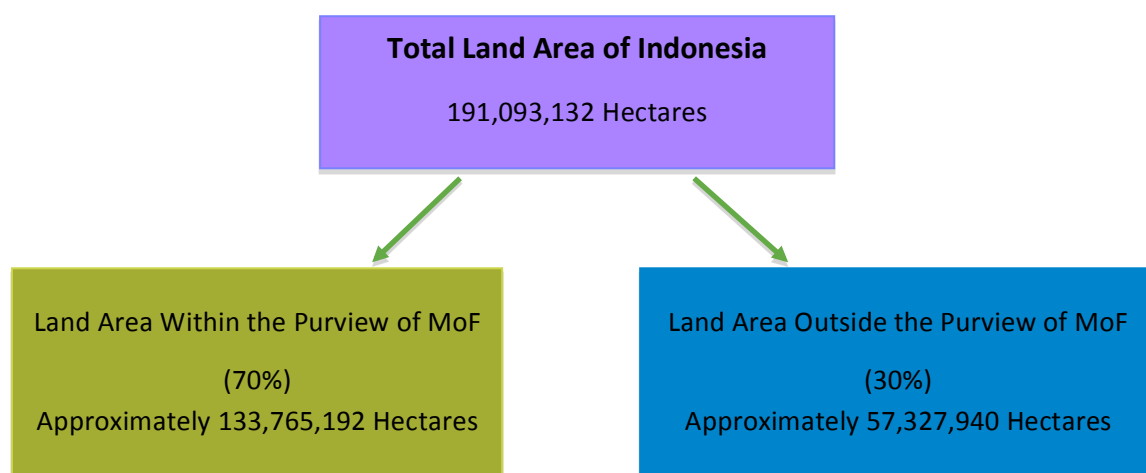 Total Land Area of Indonesia
191,093,132 Hectares
Land Area Within the Purview of MoF
(70%)
Approximately 133,765,192 Hectares
Land Area Outside the Purview of MoF
(30%)
Approximately 57,327,940 Hectares